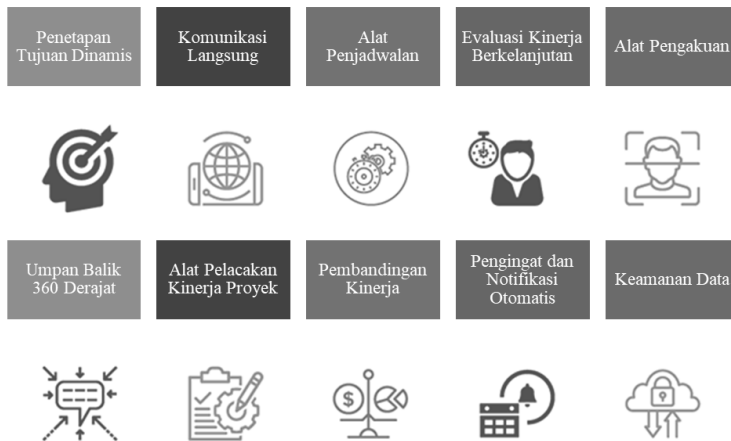 Penetapan
Tujuan Dinamis
Komunikasi
Langsung
Alat
Penjadwalan
Evaluasi Kinerja
Berkelanjutan
Alat Pengakuan
Umpan Balik
360 Derajat
Alat Pelacakan
Kinerja Proyek
Pembandingan
Kinerja
Pengingat dan
Notifikasi
Otomatis
Keamanan Data
$